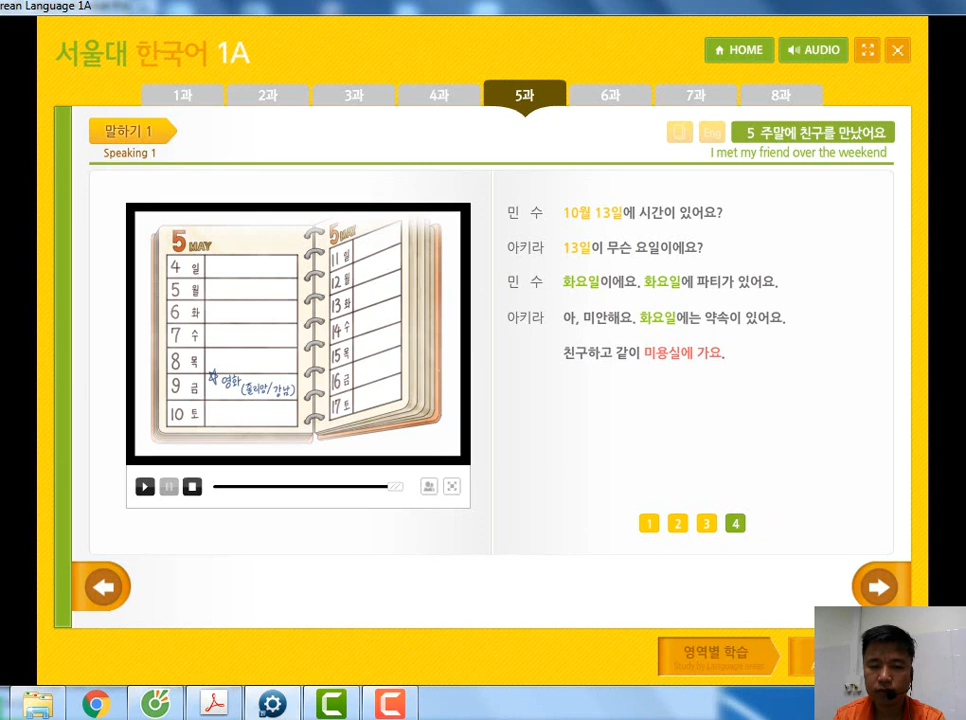 rean Language 1A
서울대 한국어 1A
HOME
AUDIO
1과
2과
3과
4과
5과
6과
7과
8과
말하기 1
Speaking 1
Eng
5 주말에 친구를 만났어요
I met my friend over the weekend
5 MAY
4 일
5 월
6 화
7 수
8 목
9 금 영화 (줄리앙/강남)
10 토
5 MAY
11 일
12 월
13 화
14 수
15 목
16 금
17 토
민 수 10월 13일에 시간이 있어요?
아키라 13일이 무슨 요일이에요?
민 수 화요일이에요. 화요일에 파티가 있어요.
아키라 아, 미안해요. 화요일에는 약속이 있어요.
친구하고 같이 미용실에 가요.
1 2 3 4
영역별 학습
Study by Language areas